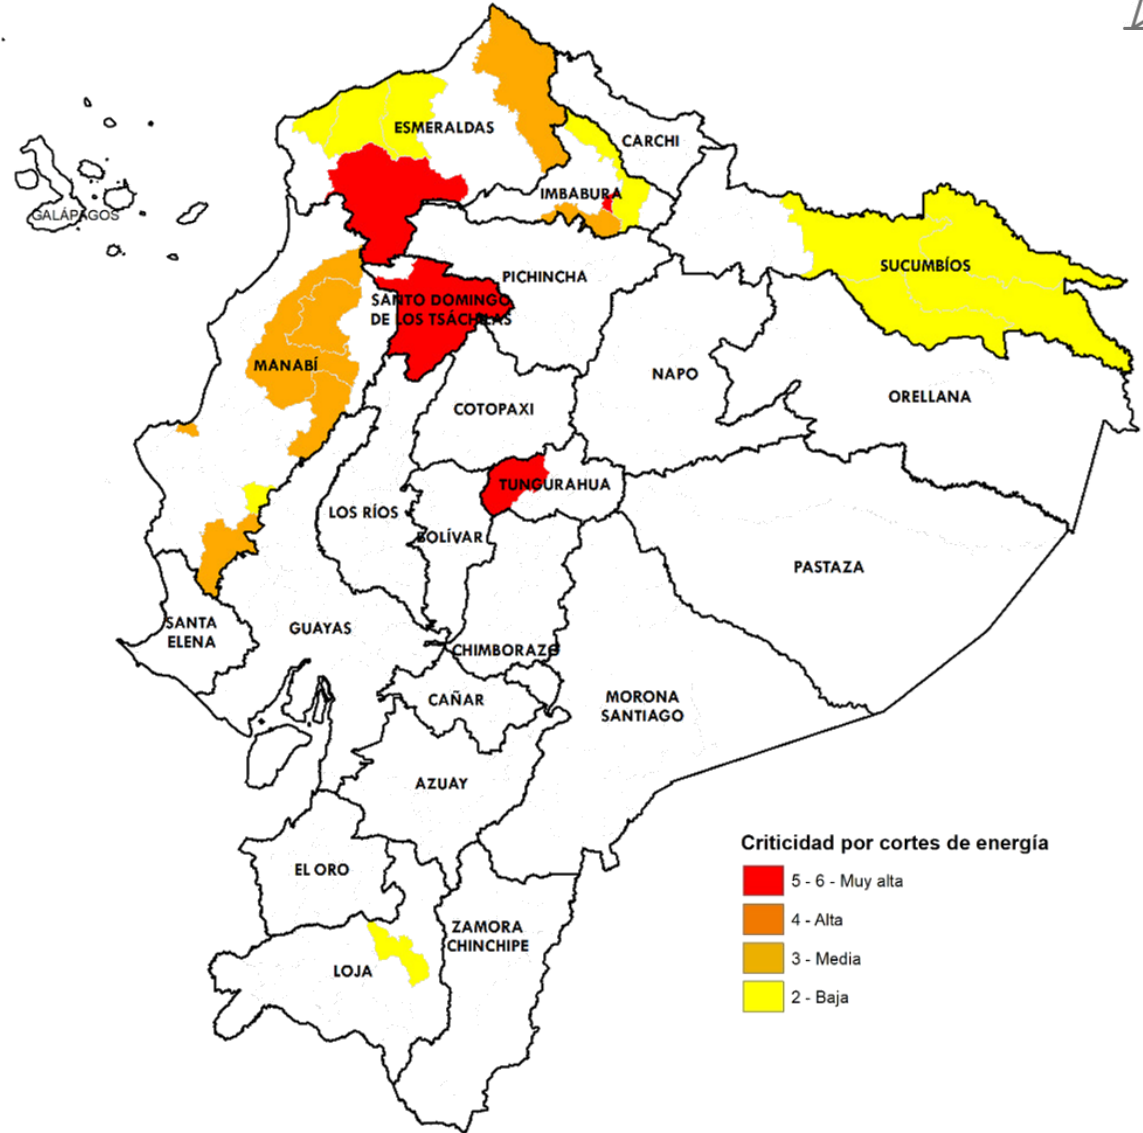 ESMERALDAS
CARCHI
IMBABURA
GALÁPAGOS
SUCUMBÍOS
PICHINCHA
SANTO DOMINGO
DE LOS TSÁCHILAS
MANABÍ
NAPO
ORELLANA
COTOPAXI
TUNGURAHUA
LOS RÍOS
BOLÍVAR
PASTAZA
SANTA
ELENA
GUAYAS
CHIMBORAZO
CAÑAR
MORONA
SANTIAGO
AZUAY
Criticidad por cortes de energía
5 - 6 - Muy alta
4 - Alta
3 - Media
2 - Baja
EL ORO
ZAMORA
CHINCHIPE
LOJA